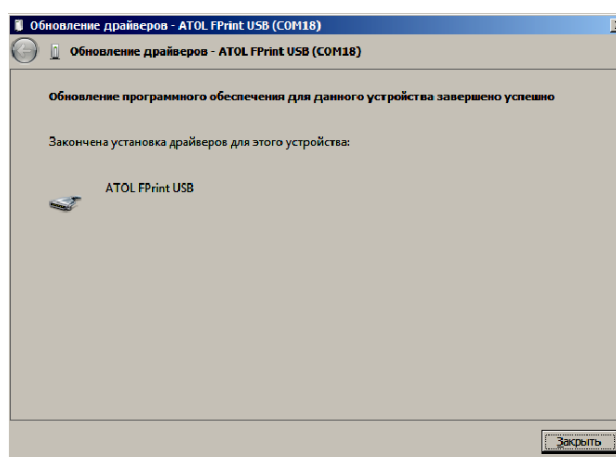 Обновление драйверов - ATOL FPrint USB (COM18)
Обновление драйверов - ATOL FPrint USB (COM18)
Обновление программного обеспечения для данного устройства завершено успешно
Закончена установка драйверов для этого устройства:
ATOL FPrint USB
Закрыть